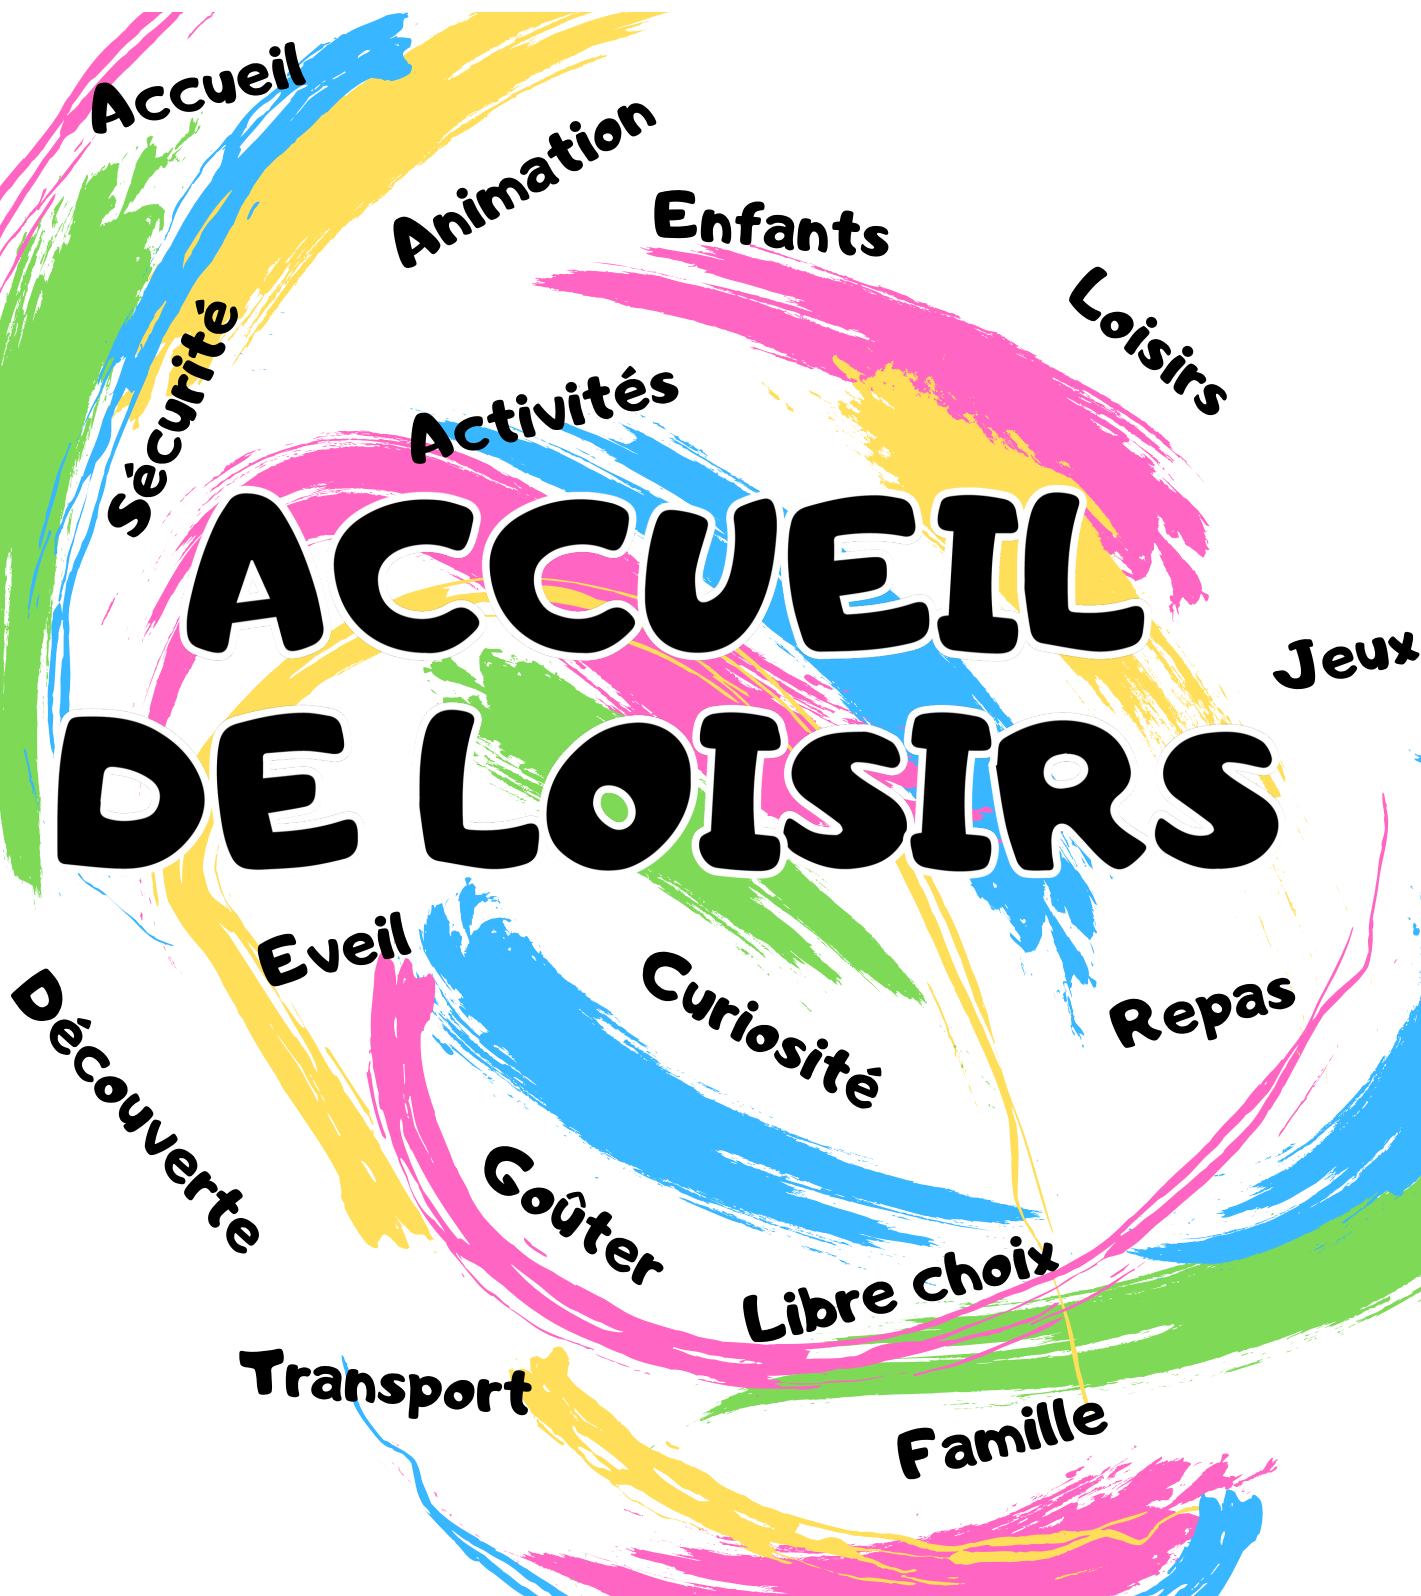 Accueil
Animation
Enfants
Loisirs
Sécurité
Activités
ACCUEIL
DE LOISIRS
Jeux
Eveil
Curiosité
Repas
Découverte
Goûter
Libre choix
Transport
Famille